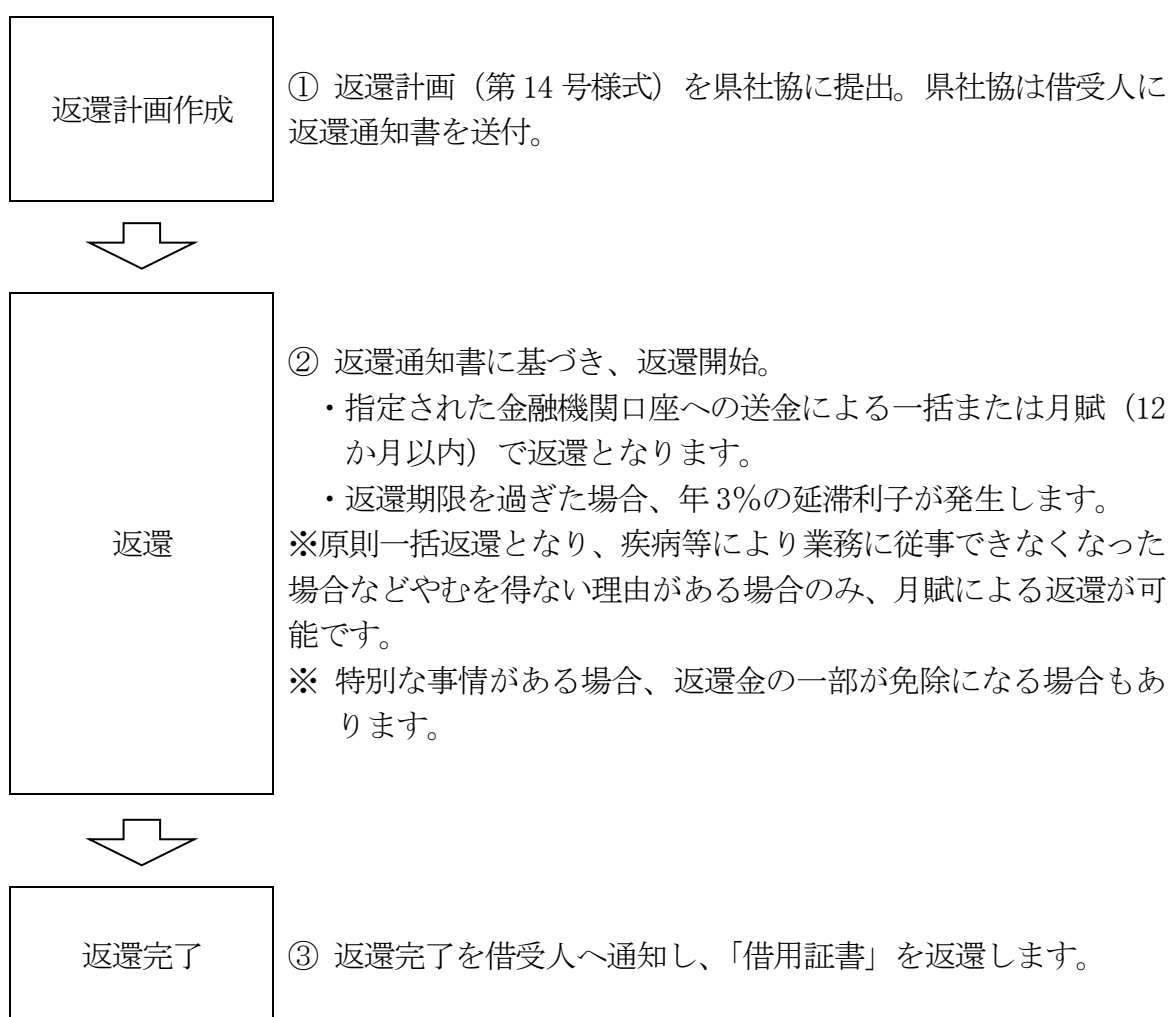 返還計画作成
① 返還計画（第 14 号様式）を県社協に提出。県社協は借受人に
返還通知書を送付。
返還
② 返還通知書に基づき、返還開始。
・指定された金融機関口座への送金による一括または月賦（12
か月以内）で返還となります。
・返還期限を過ぎた場合、年 3％の延滞利子が発生します。
※原則一括返還となり、疾病等により業務に従事できなくなった
場合などやむを得ない理由がある場合のみ、月賦による返還が可
能です。
※ 特別な事情がある場合、返還金の一部が免除になる場合もあ
ります。
返還完了
③ 返還完了を借受人へ通知し、「借用証書」を返還します。